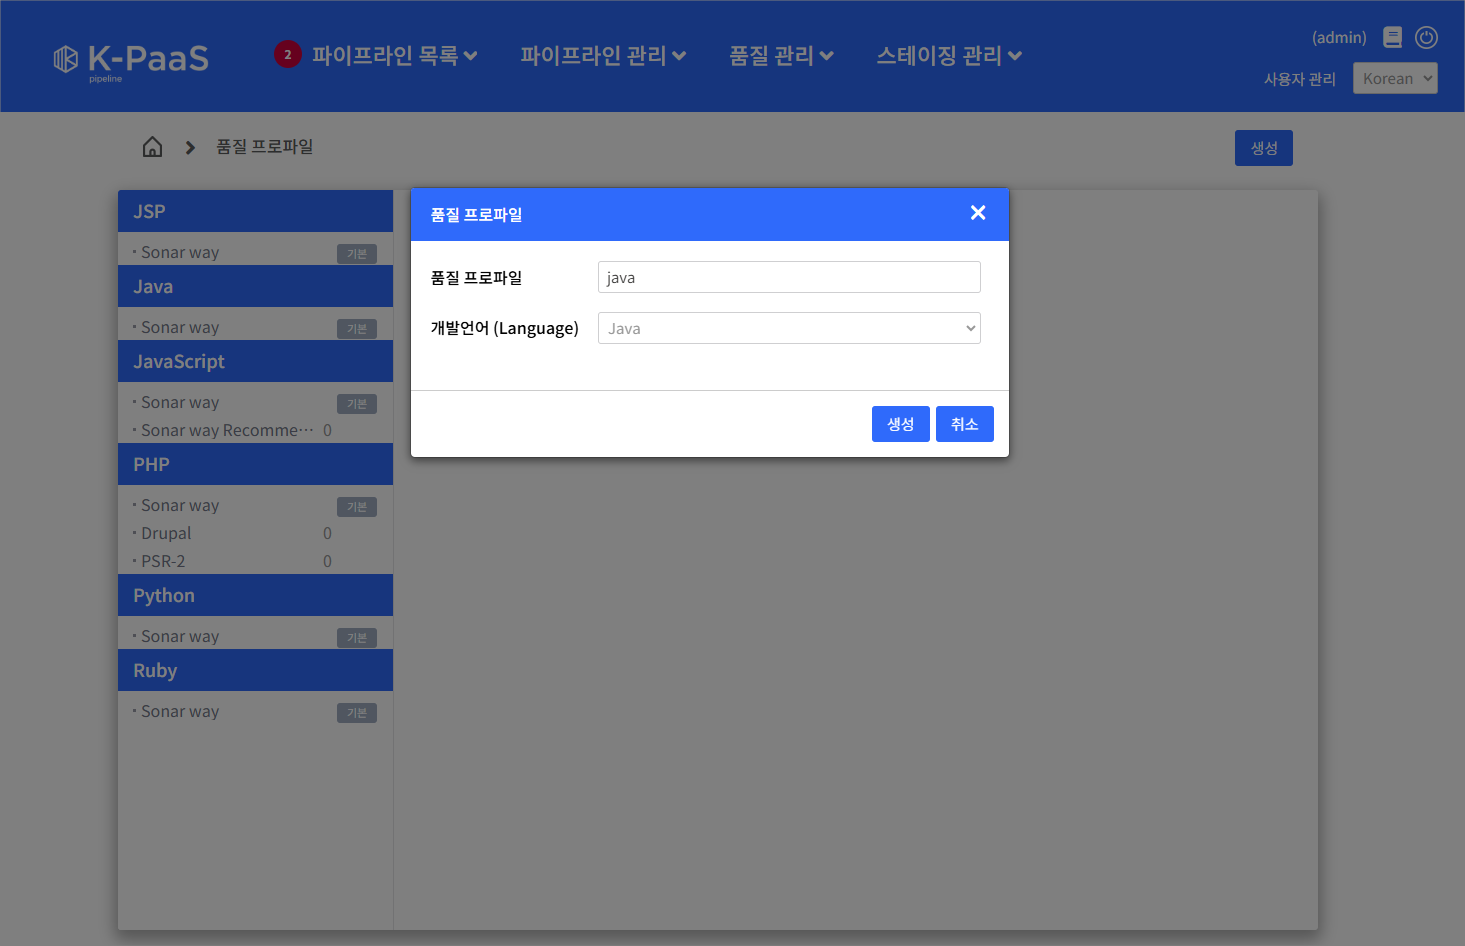 K-PaaS
pipeline
2 파이프라인 목록 파이프라인 관리 품질 관리 스테이징 관리
(admin)
사용자 관리 Korean
품질 프로파일
생성
JSP
· Sonar way 기본
Java
· Sonar way 기본
JavaScript
· Sonar way 기본
· Sonar way Recomme··· 0
PHP
· Sonar way 기본
· Drupal 0
· PSR-2 0
Python
· Sonar way 기본
Ruby
· Sonar way 기본
품질 프로파일
품질 프로파일 java
개발언어 (Language) Java
생성 취소